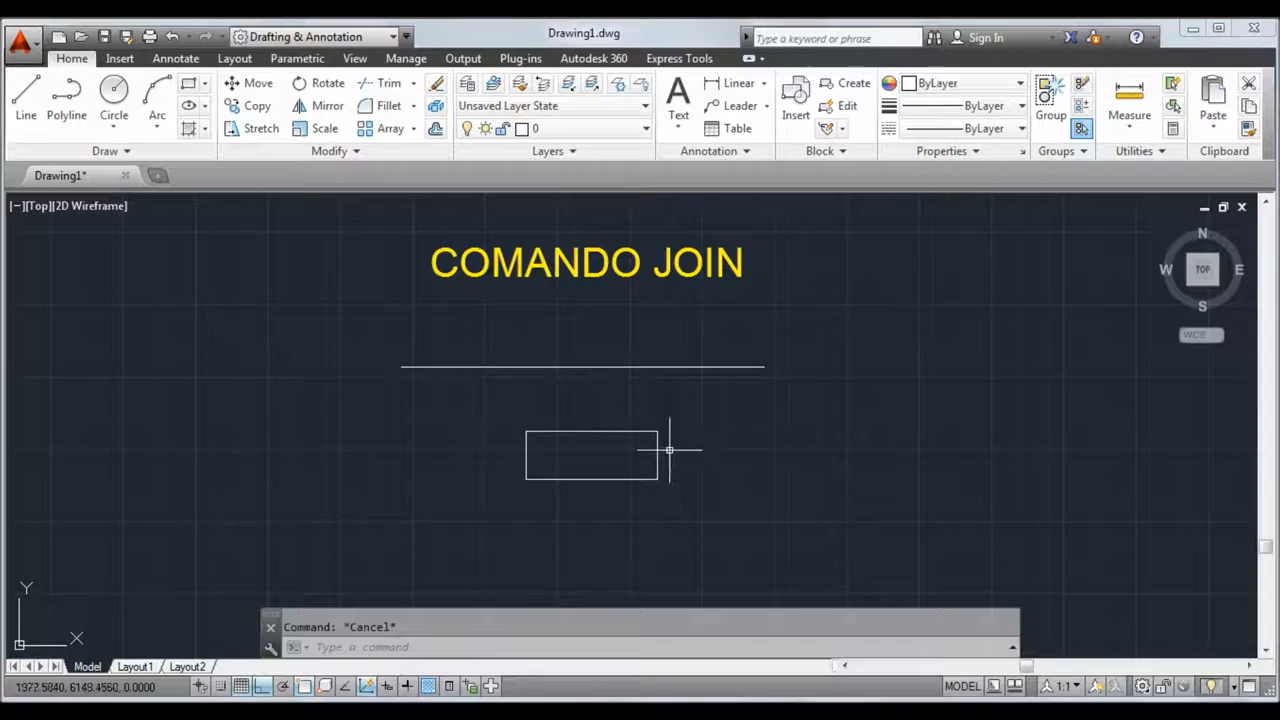 Drafting & Annotation
Drawing1.dwg
Type a keyword or phrase
Sign In
Home Insert Annotate Layout Parametric View Manage Output Plug-ins Autodesk 360 Express Tools
Line Polyline Circle Arc
Move Rotate Trim
Copy Mirror Fillet
Stretch Scale Array
Unsaved Layer State
0
Text
Linear
Leader
Table
Insert
Create
Edit
ByLayer
ByLayer
ByLayer
Group
Measure
Paste
Draw Modify Layers Annotation Block Properties Groups Utilities Clipboard
Drawing1*
[−][Top][2D Wireframe]
COMANDO JOIN
N
W TOP E
S
WCS
Y
X
Command: *Cancel*
Type a command
Model Layout1 Layout2
1972.5840, 6149.4560, 0.0000
MODEL
1:1